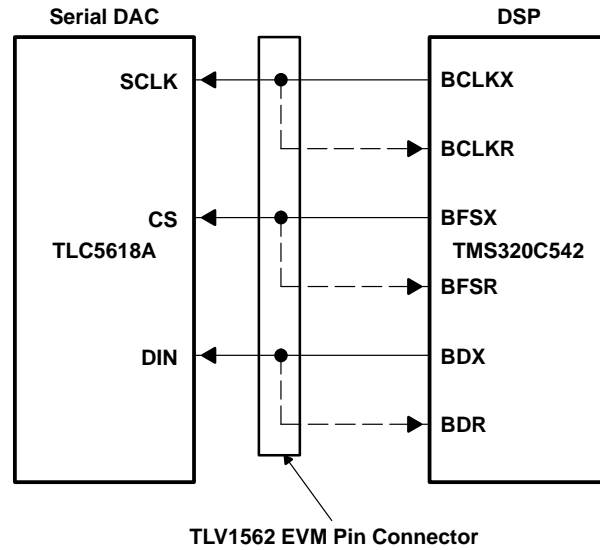 Serial DAC
DSP
SCLK
BCLKX
BCLKR
CS
BFSX
TLC5618A
TMS320C542
BFSR
DIN
BDX
BDR
TLV1562 EVM Pin Connector